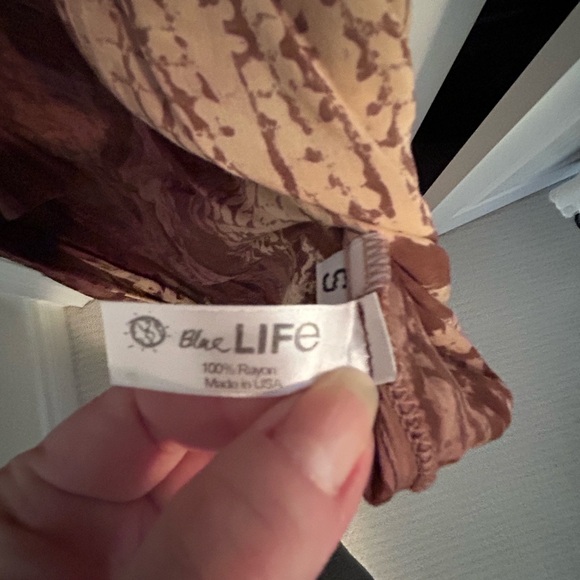 S
Blue LIFe
100% Rayon
Made in USA